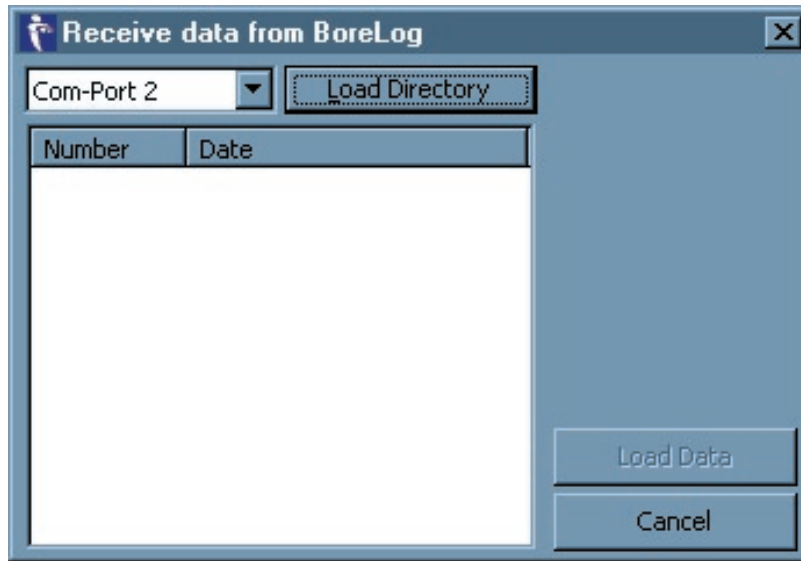 Receive data from BoreLog
Com-Port 2 Load Directory
Number Date
Load Data
Cancel